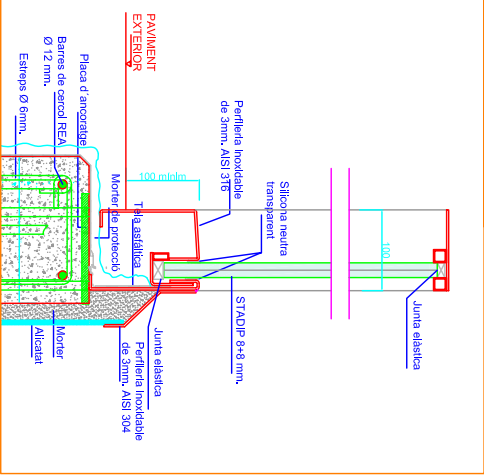 PAVIMENT
EXTERIOR
Placa d'ancoratge
Barres de cercol REA
Ø 12 mm.
Estreps Ø 6mm.
Perfileria Inoxidable
de 3mm. AISI 316
100 minim
Silicona neutra
transparent
Morter de protecció
Tela asfàltica
100
Junta elàstica
STADIP 8+8 mm.
Junta elàstica
Perfileria Inoxidable
de 3mm. AISI 304
Morter
Alicatat